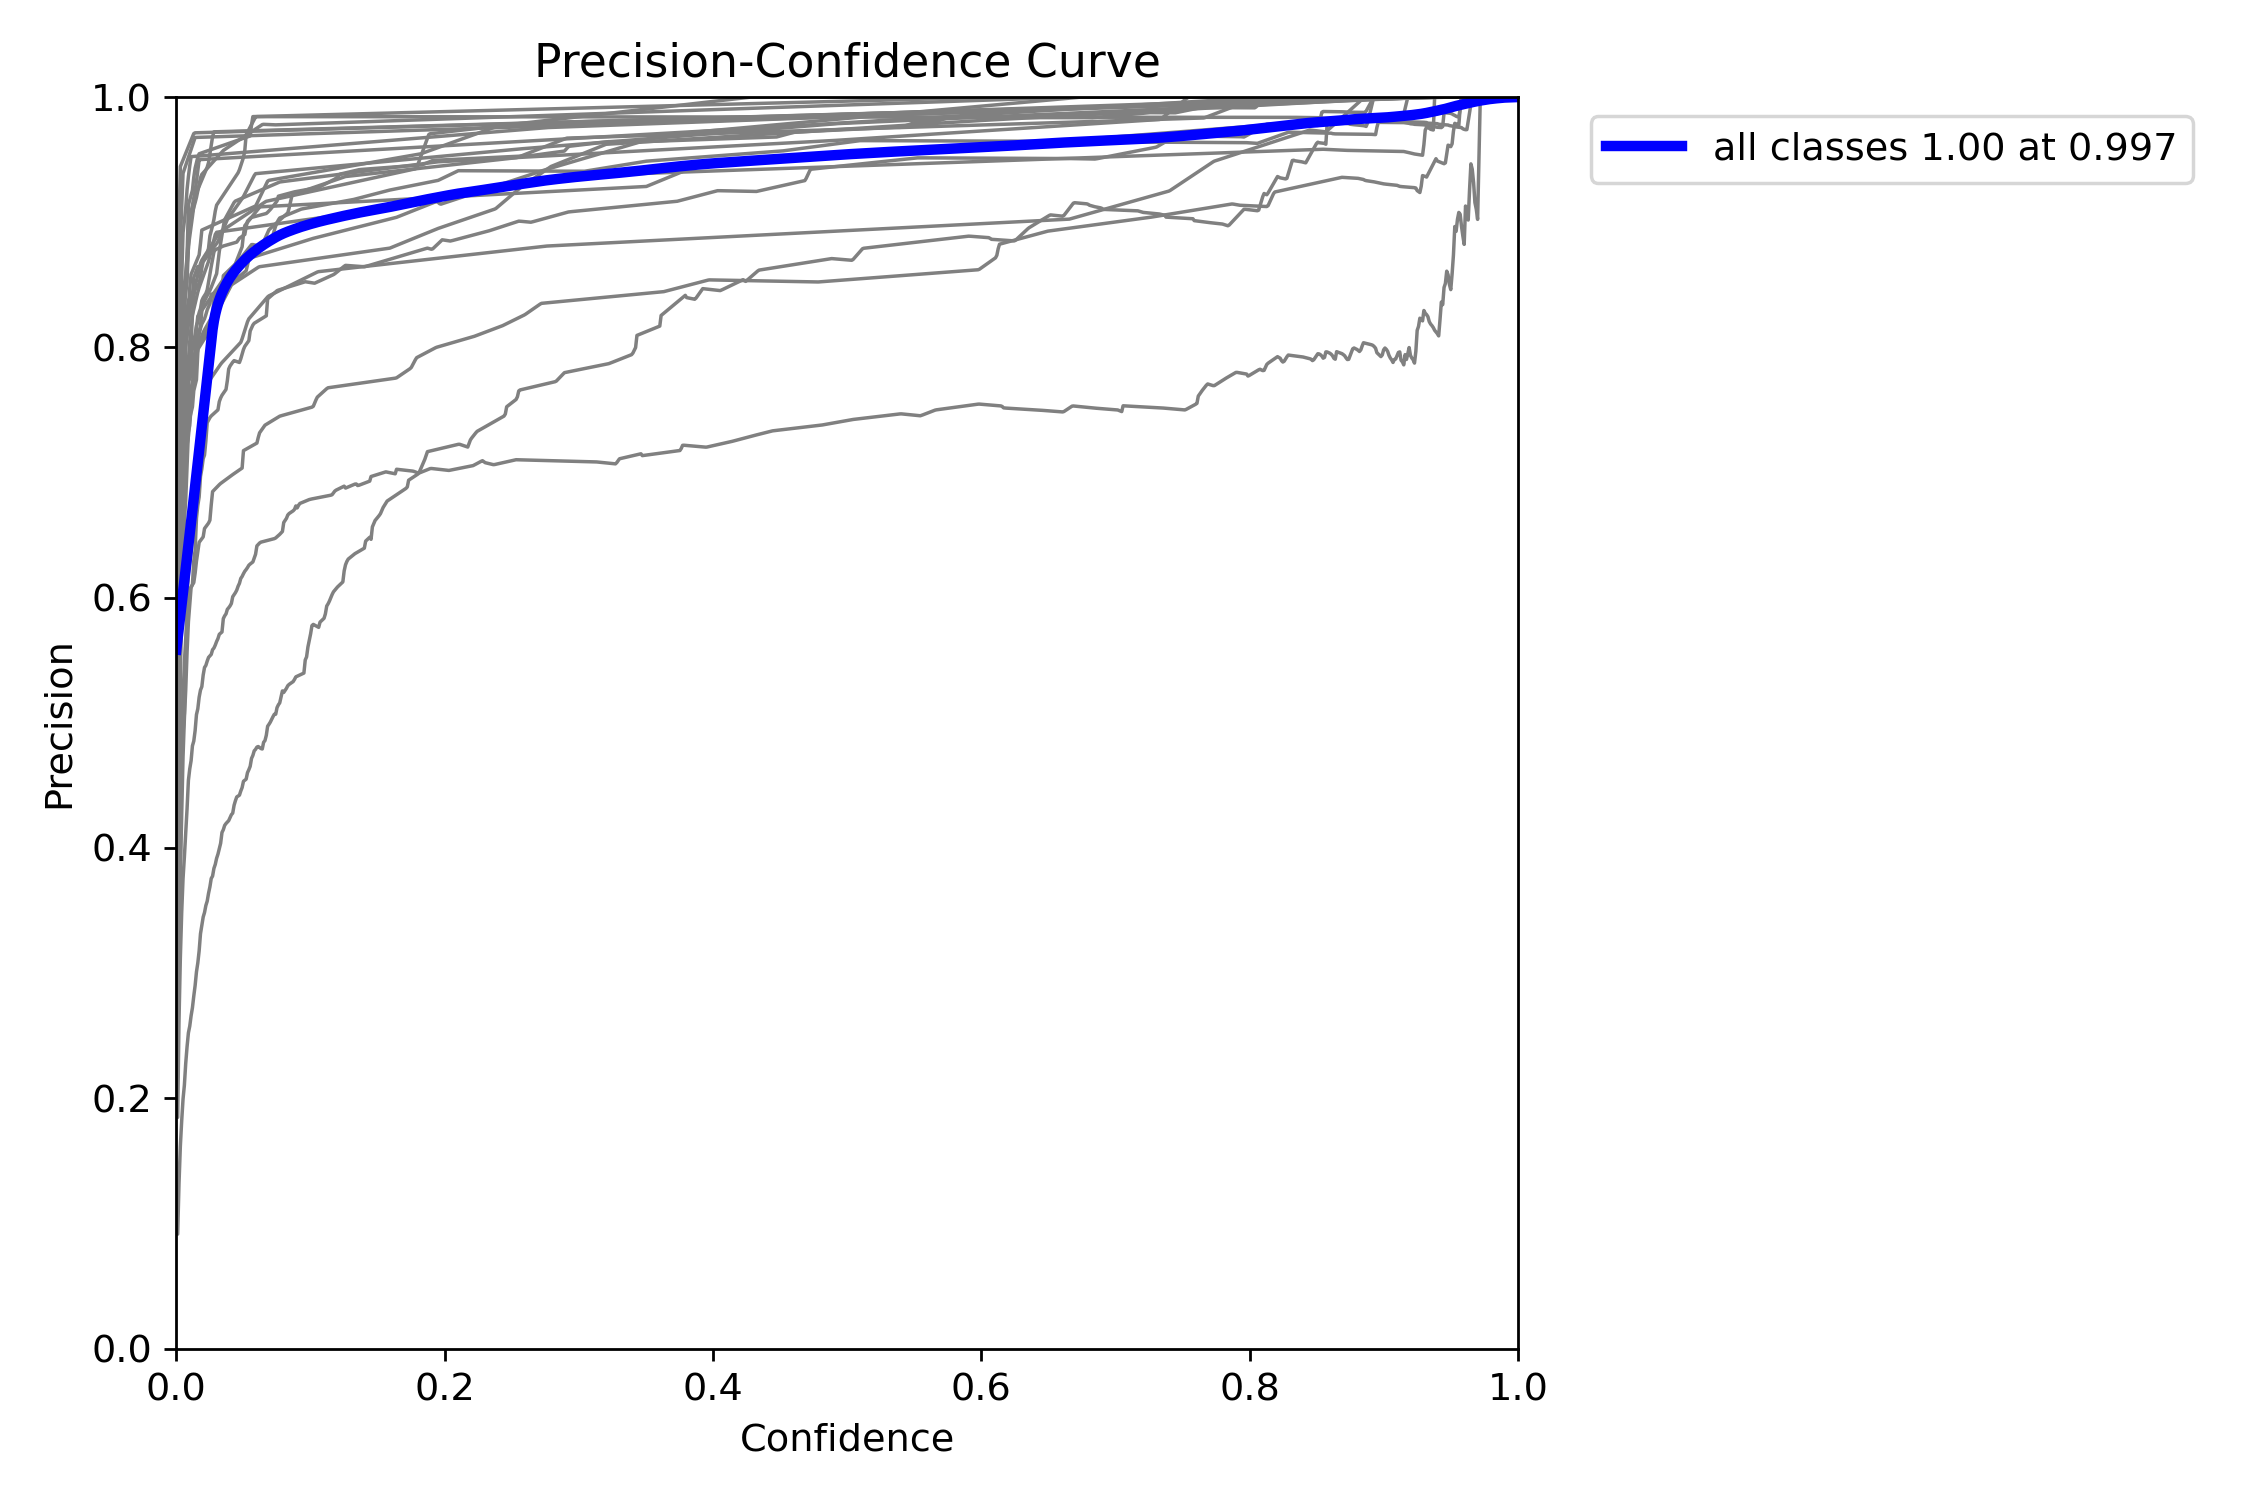 Precision-Confidence Curve
all classes 1.00 at 0.997
Precision
1.0
0.8
0.6
0.4
0.2
0.0
0.0 0.2 0.4 0.6 0.8 1.0
Confidence